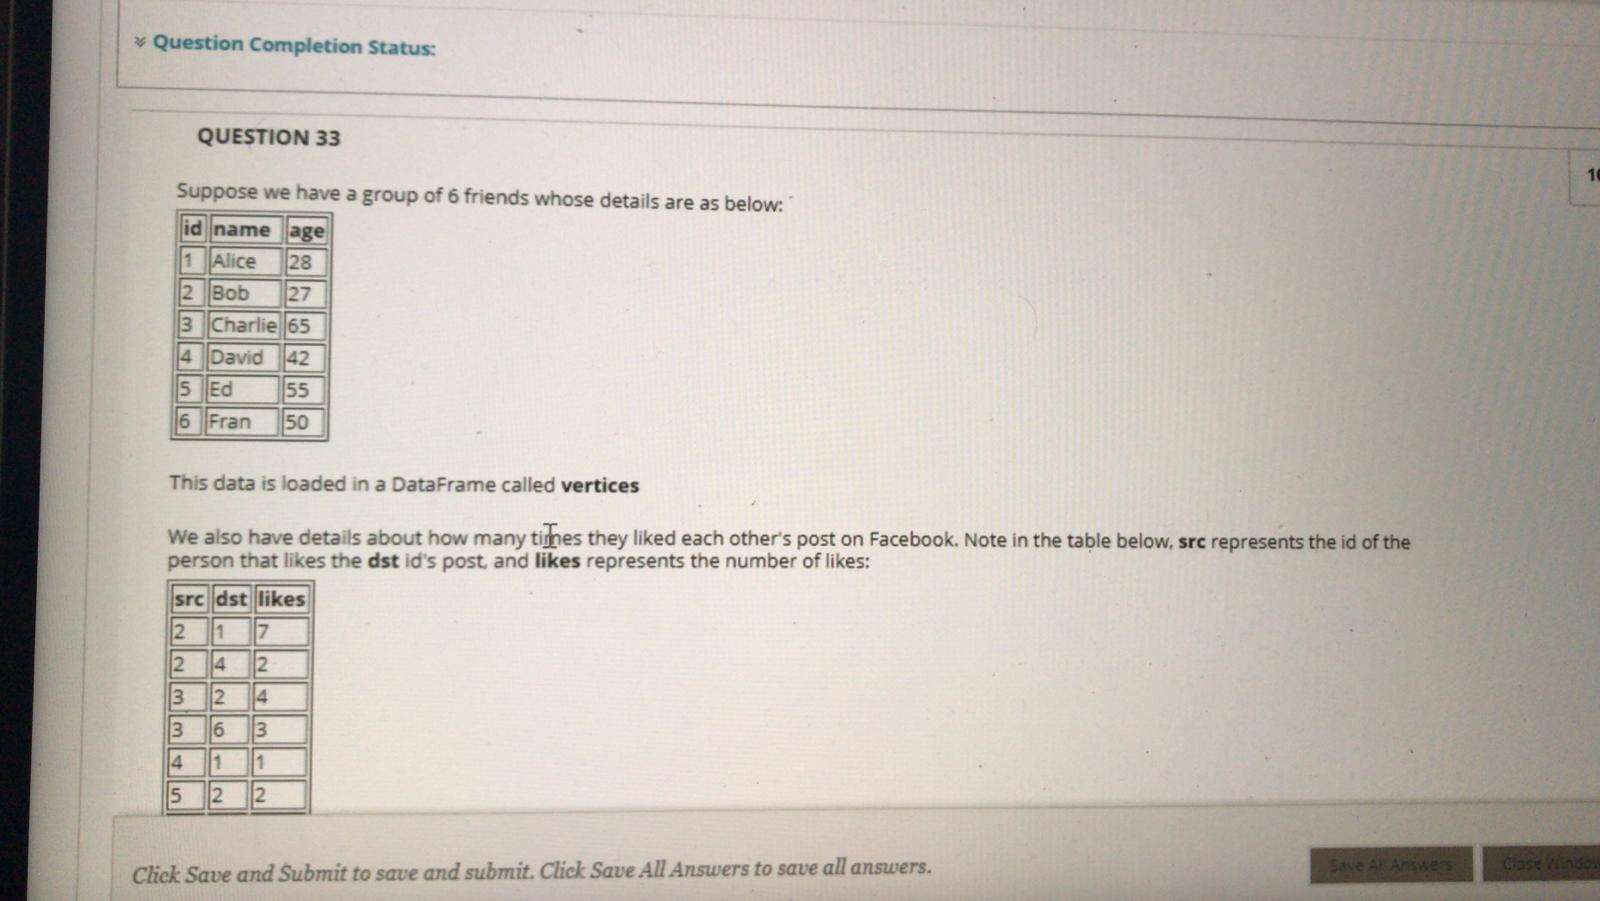 Question Completion Status:
QUESTION 33
Suppose we have a group of 6 friends whose details are as below:
id name age
1 Alice 28
2 Bob 27
3 Charlie 65
4 David 42
5 Ed 55
6 Fran 50
This data is loaded in a DataFrame called vertices
We also have details about how many times they liked each other's post on Facebook. Note in the table below, src represents the id of the
person that likes the dst id's post, and likes represents the number of likes:
src dst likes
2 1 7
2 4 2
3 2 4
3 6 3
4 1 1
5 2 2
Click Save and Submit to save and submit. Click Save All Answers to save all answers.
Save All Answers
Close Window